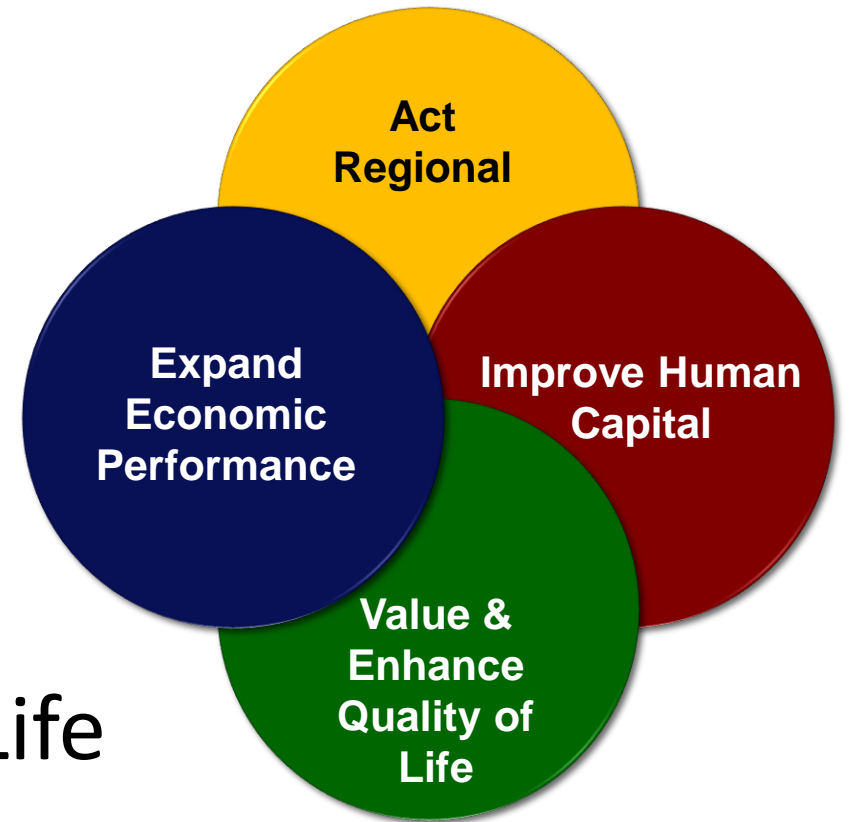 Act
Regional
Expand
Economic
Performance
Improve Human
Capital
Value &
Enhance
Quality of
Life
Life